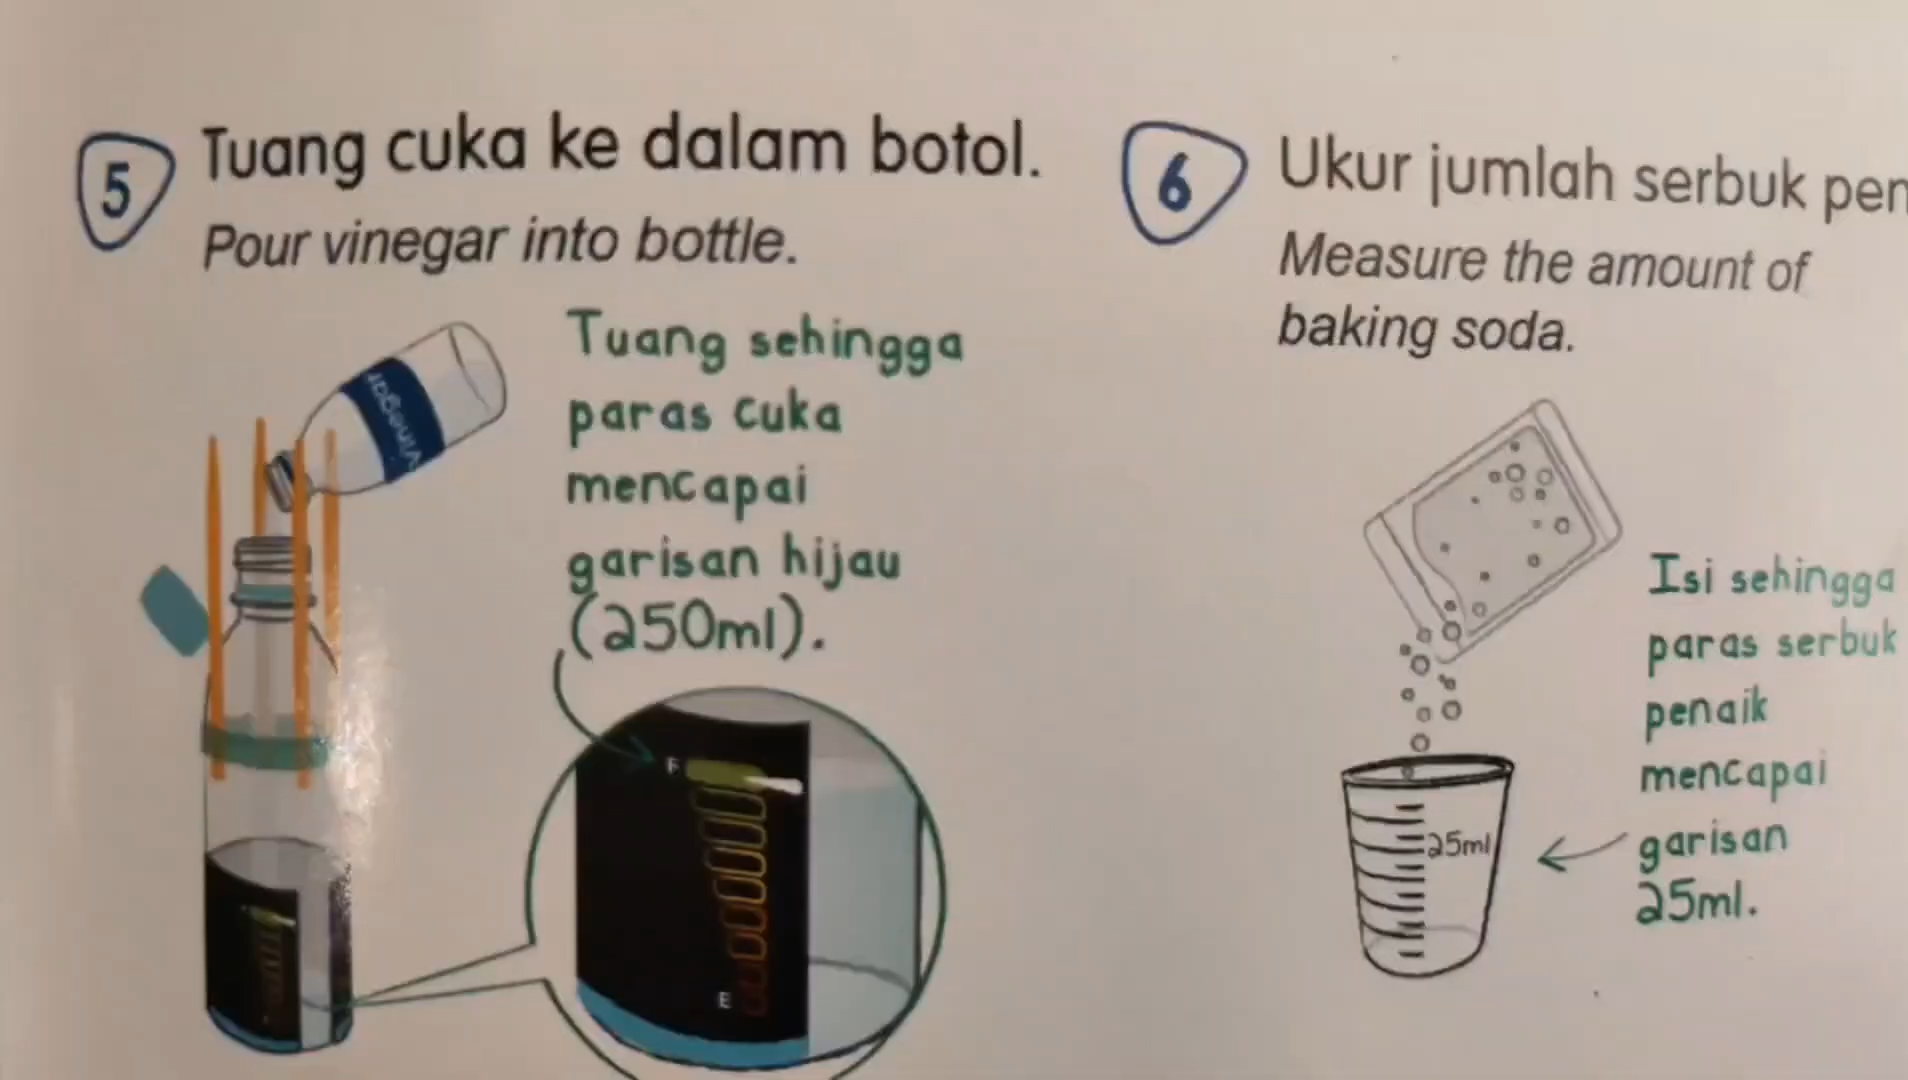 5
Tuang cuka ke dalam botol.
Pour vinegar into bottle.
Vinegar
Tuang sehingga
paras cuka
mencapai
garisan hijau
(250ml).
F
E
6
Ukur jumlah serbuk pen
Measure the amount of
baking soda.
Isi sehingga
paras serbuk
penaik
mencapai
garisan
25ml.
25ml